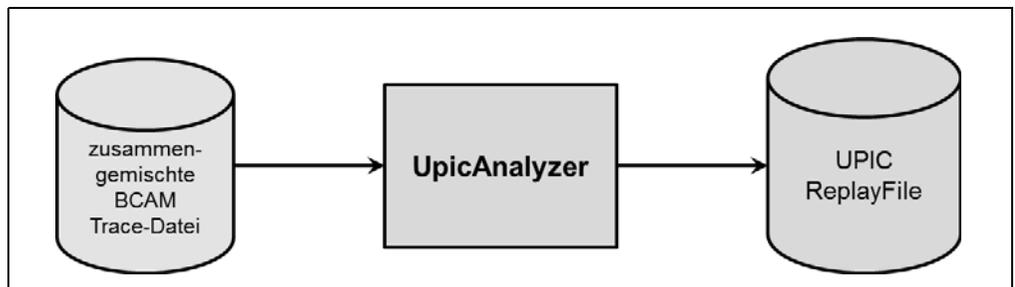 zusammen-
gemischte
BCAM
Trace-Datei
UpicAnalyzer
UPIC
ReplayFile